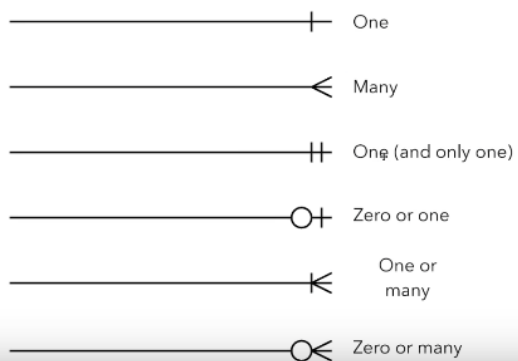 One
Many
One (and only one)
Zero or one
One or
many
Zero or many